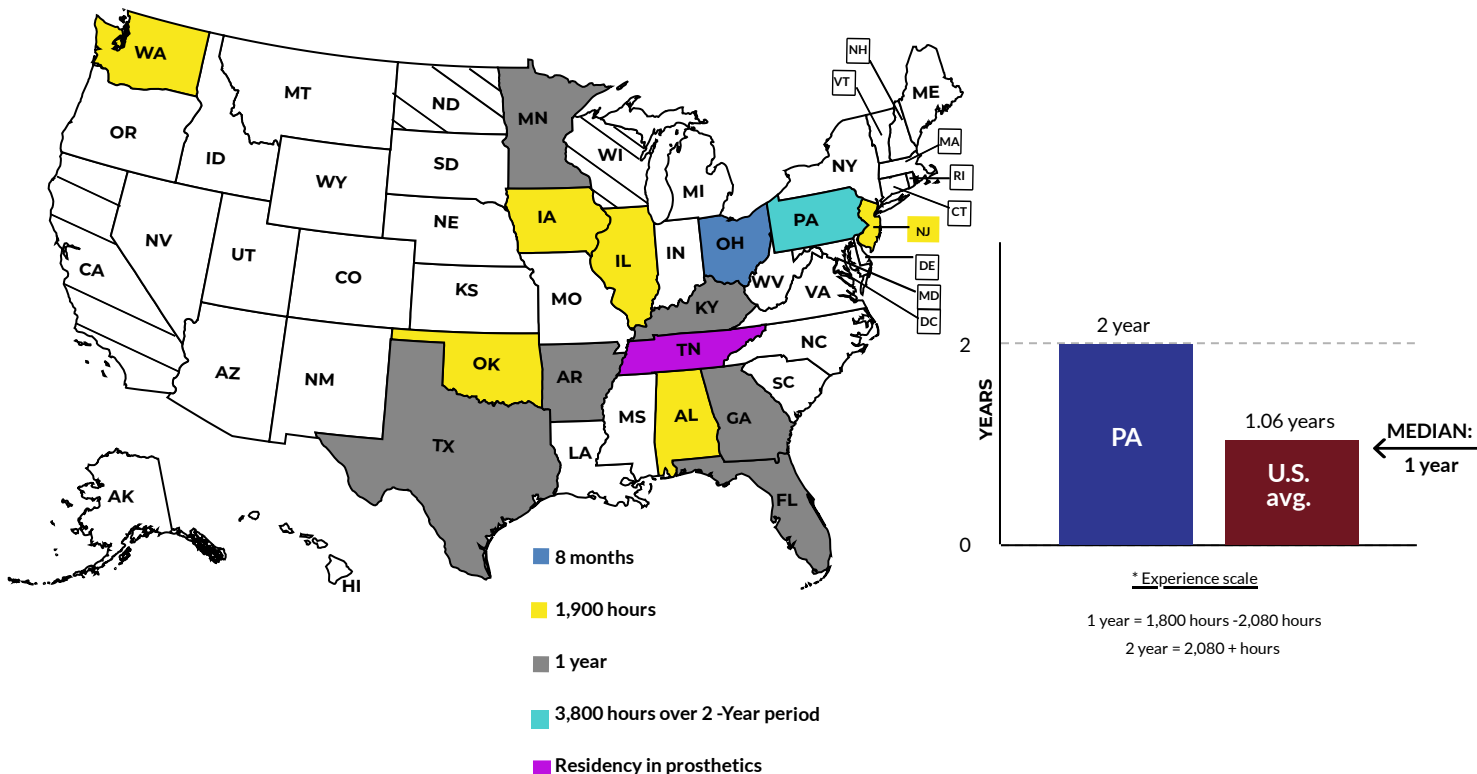 WA
MT
ND
MN
OR
ID
SD
WI
WY
MI
NY
ME
NH
VT
MA
RI
CT
NE
IA
PA
NJ
NV
UT
CO
IL
IN
OH
CA
KS
MO
WV
VA
DE
MD
DC
KY
AZ
NM
OK
AR
TN
NC
SC
MS
AL
GA
TX
LA
FL
AK
HI
8 months
1,900 hours
1 year
3,800 hours over 2 -Year period
Residency in prosthetics
YEARS
2
0
2 year
PA
1.06 years
U.S.
avg.
MEDIAN:
1 year
* Experience scale
1 year = 1,800 hours -2,080 hours
2 year = 2,080 + hours